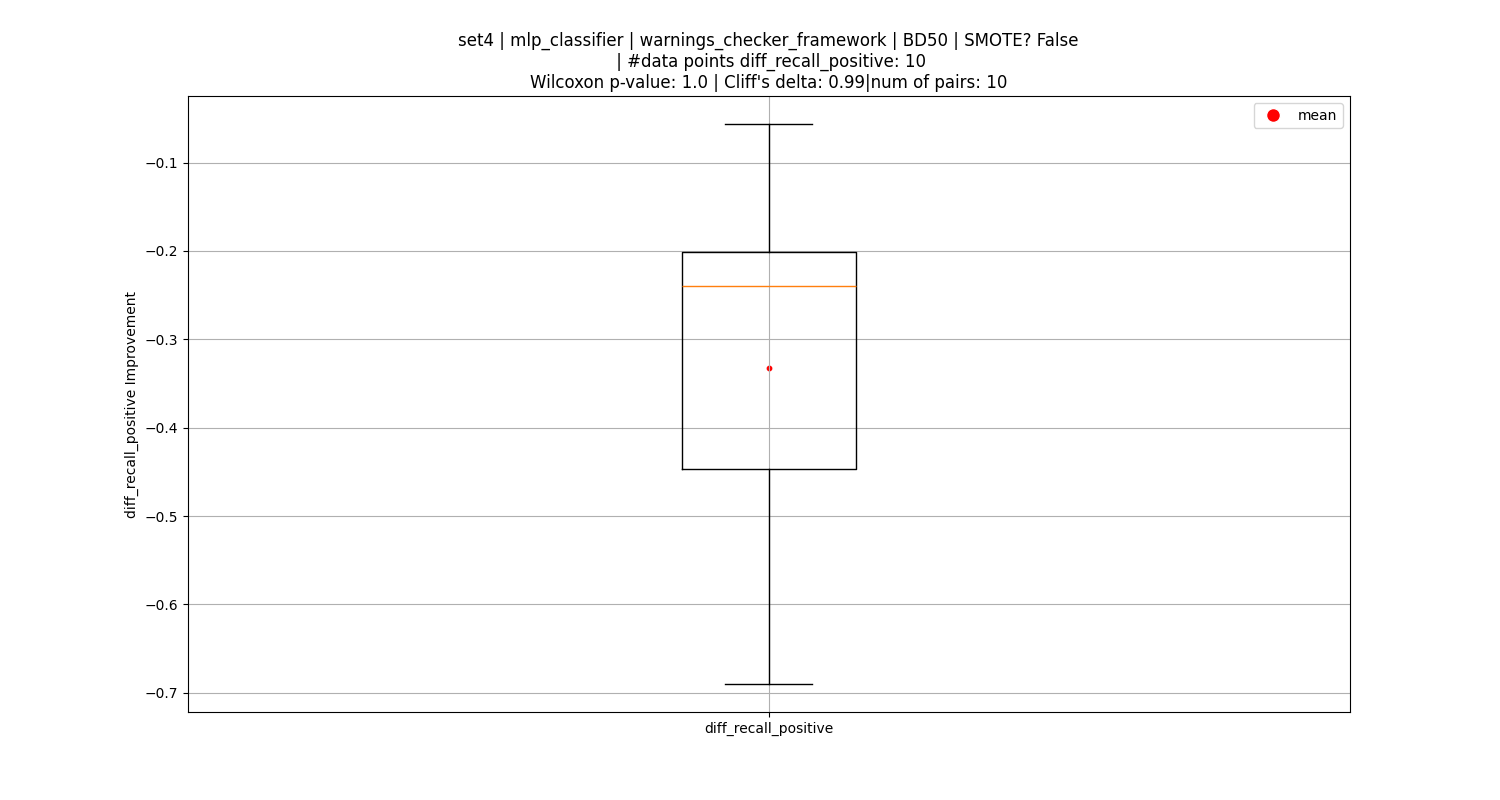 set4 | mlp_classifier | warnings_checker_framework | BD50 | SMOTE? False
| #data points diff_recall_positive: 10
Wilcoxon p-value: 1.0 | Cliff's delta: 0.99|num of pairs: 10
mean
−0.1
−0.2
−0.3
−0.4
−0.5
−0.6
−0.7
diff_recall_positive Improvement
diff_recall_positive